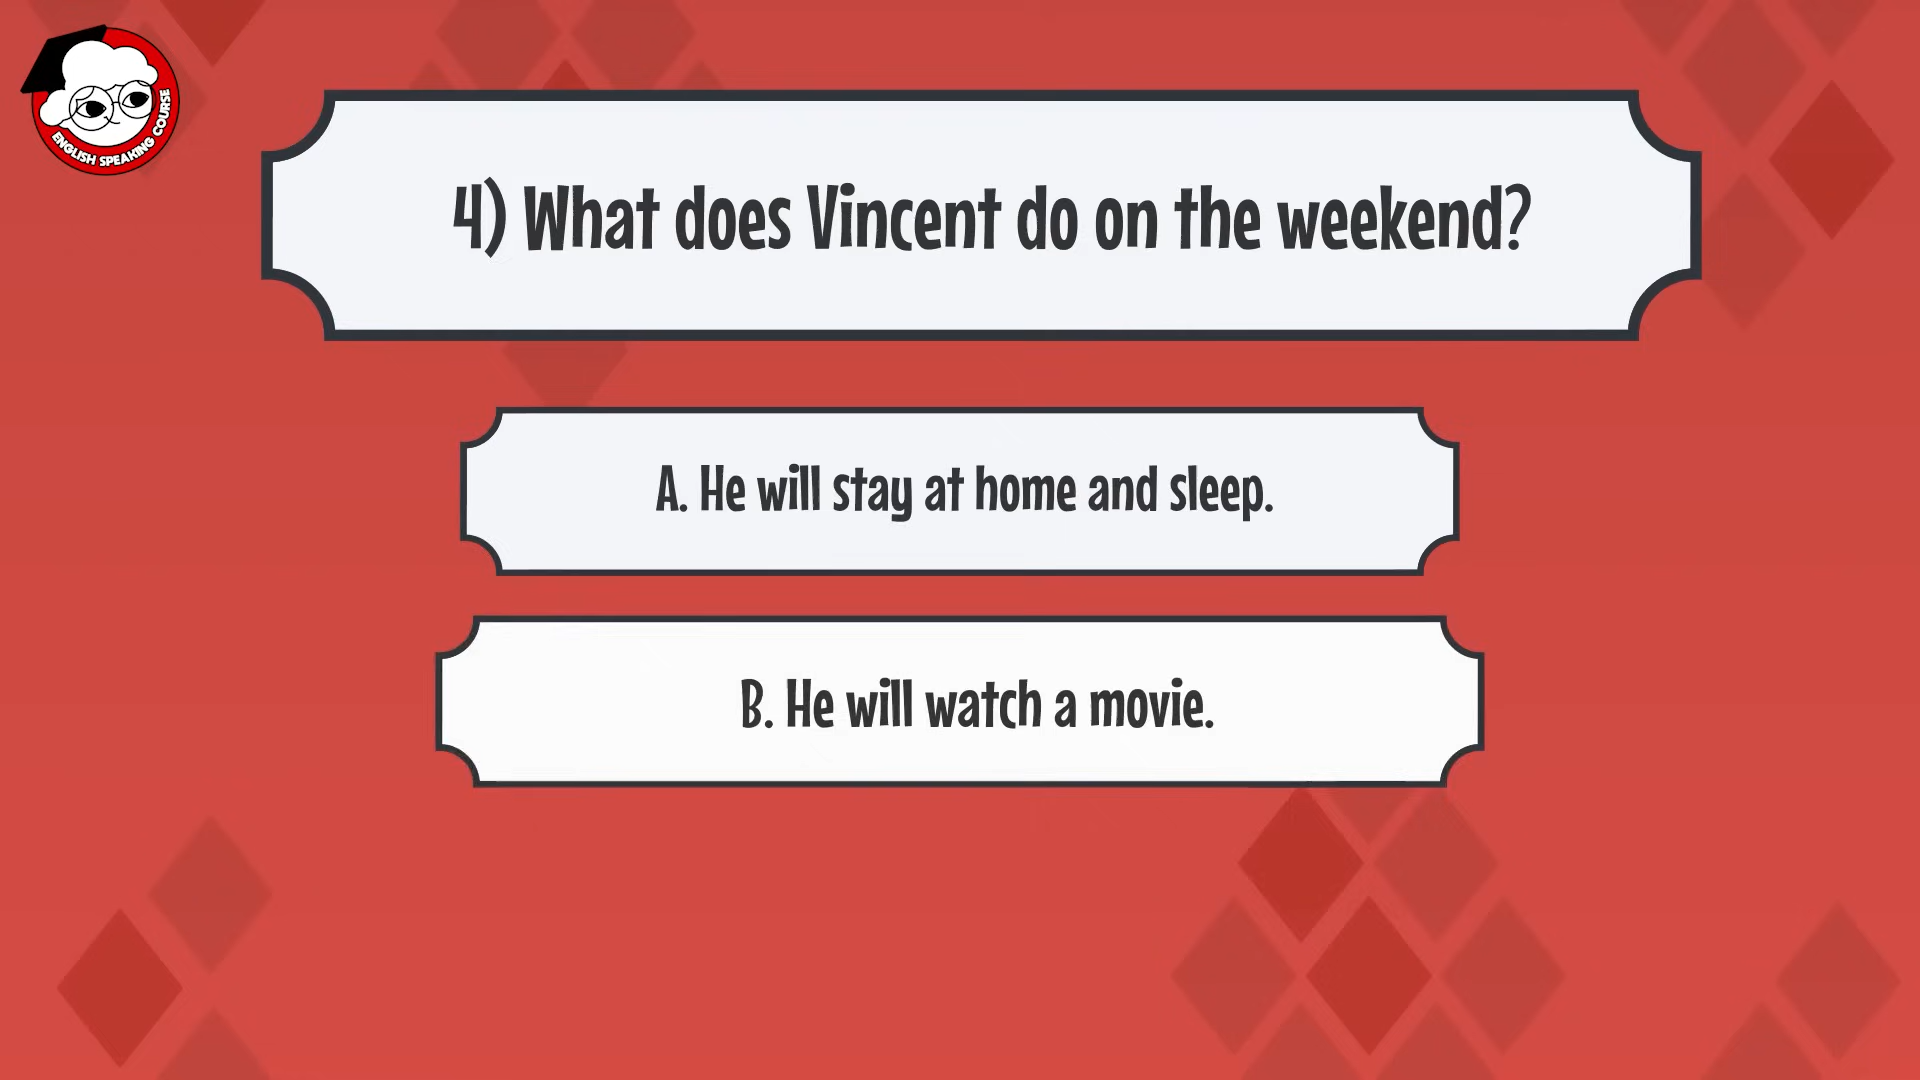 ENGLISH SPEAKING COURSE
4) What does Vincent do on the weekend?
A. He will stay at home and sleep.
B. He will watch a movie.